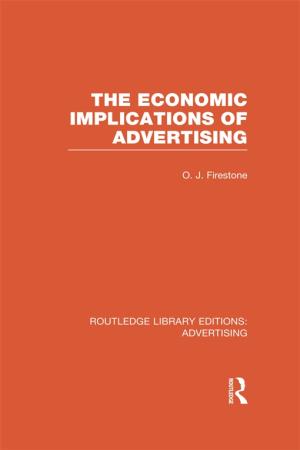 THE ECONOMIC
IMPLICATIONS OF
ADVERTISING
O. J. Firestone
ROUTLEDGE LIBRARY EDITIONS:
ADVERTISING
ROUTLEDGE